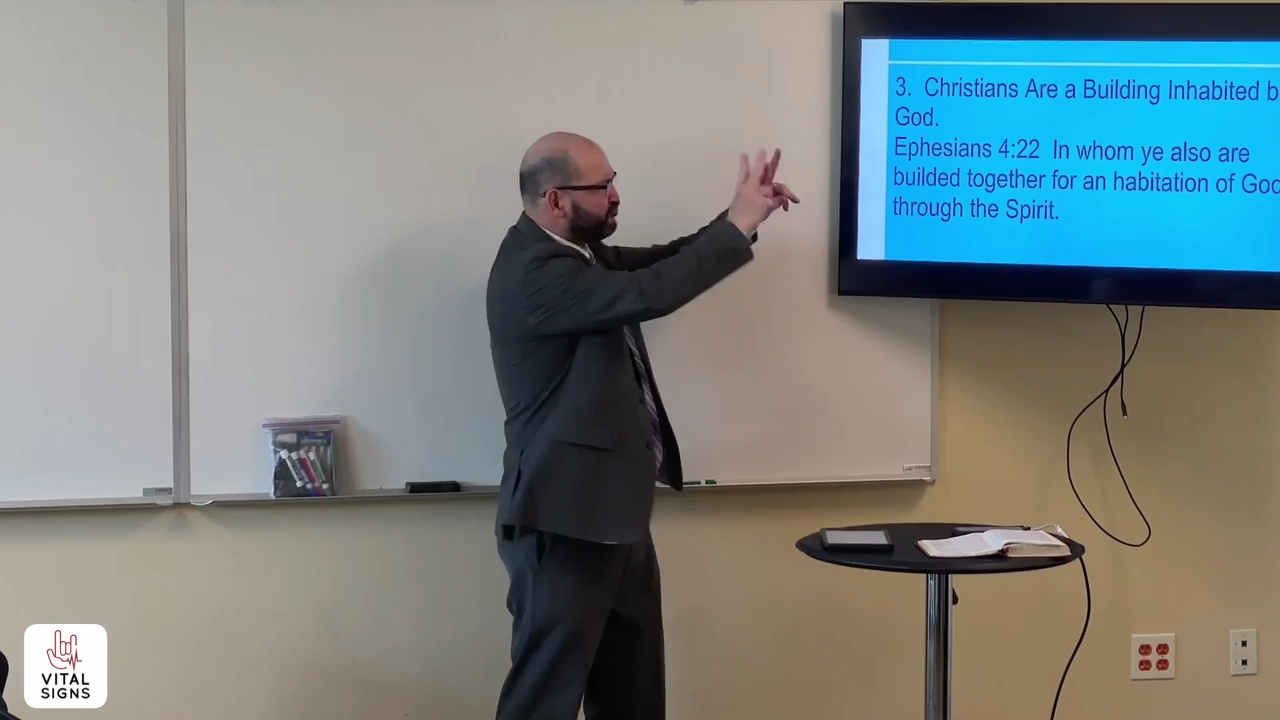 3. Christians Are a Building Inhabited b
God.
Ephesians 4:22 In whom ye also are
builded together for an habitation of God
through the Spirit.
VITAL
SIGNS